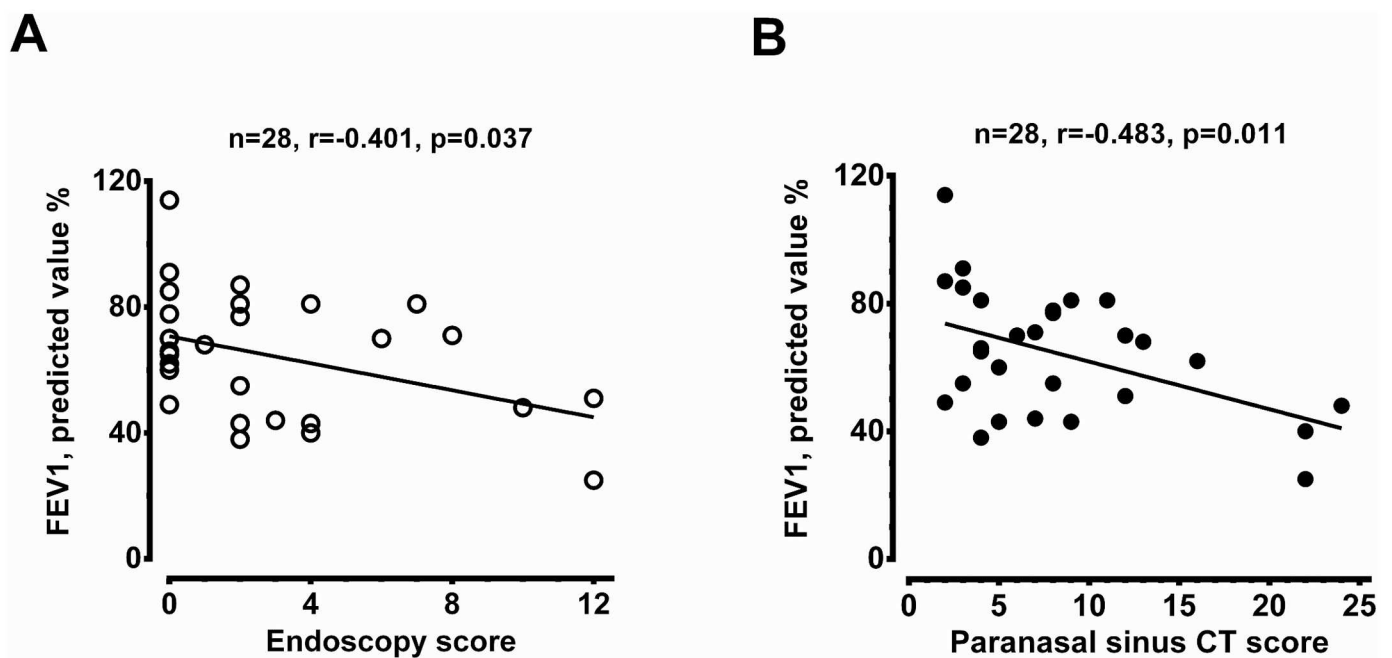 A
n=28, r=-0.401, p=0.037
FEV1, predicted value %
120
80
40
0
0 4 8 12
Endoscopy score
B
n=28, r=-0.483, p=0.011
FEV1, predicted value %
120
80
40
0
0 5 10 15 20 25
Paranasal sinus CT score